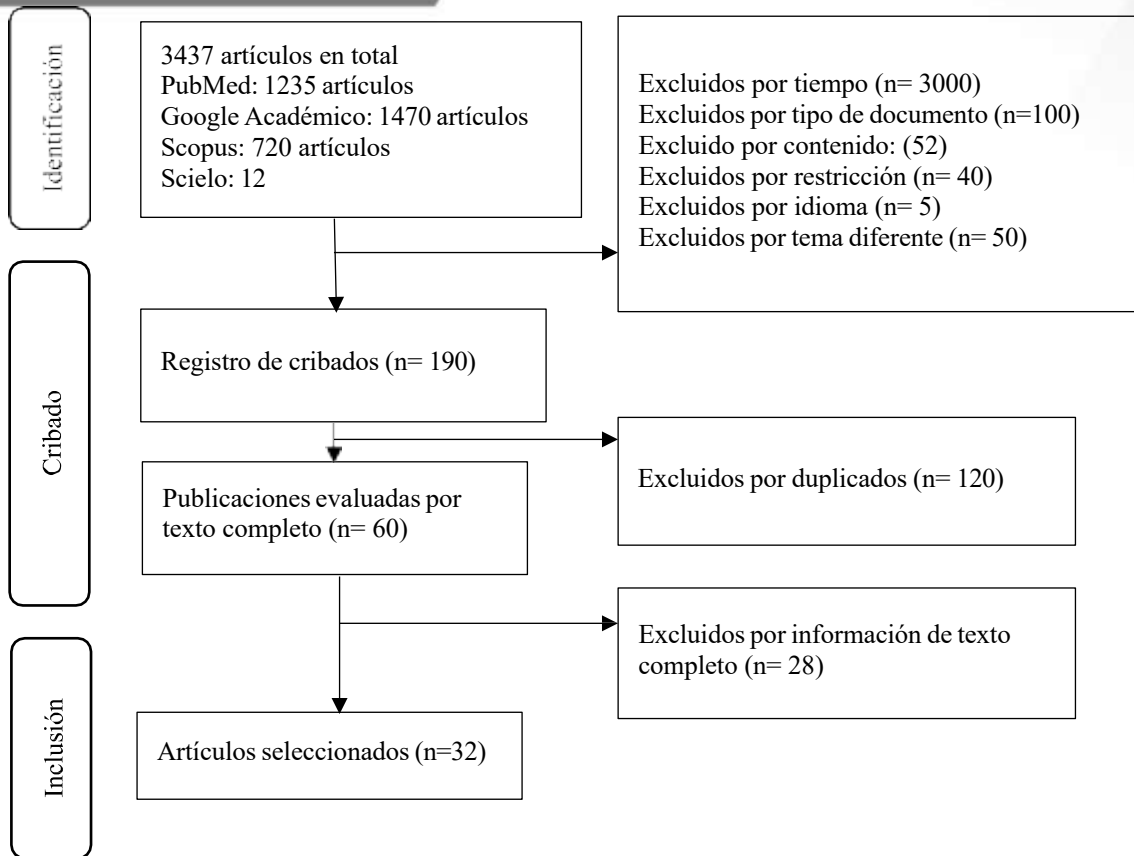 Identificación
3437 artículos en total
PubMed: 1235 artículos
Google Académico: 1470 artículos
Scopus: 720 artículos
Scielo: 12
Excluidos por tiempo (n= 3000)
Excluidos por tipo de documento (n=100)
Excluido por contenido: (52)
Excluidos por restricción (n= 40)
Excluidos por idioma (n= 5)
Excluidos por tema diferente (n= 50)
Cribado
Registro de cribados (n= 190)
Excluidos por duplicados (n= 120)
Publicaciones evaluadas por
texto completo (n= 60)
Excluidos por información de texto
completo (n= 28)
Inclusión
Artículos seleccionados (n=32)